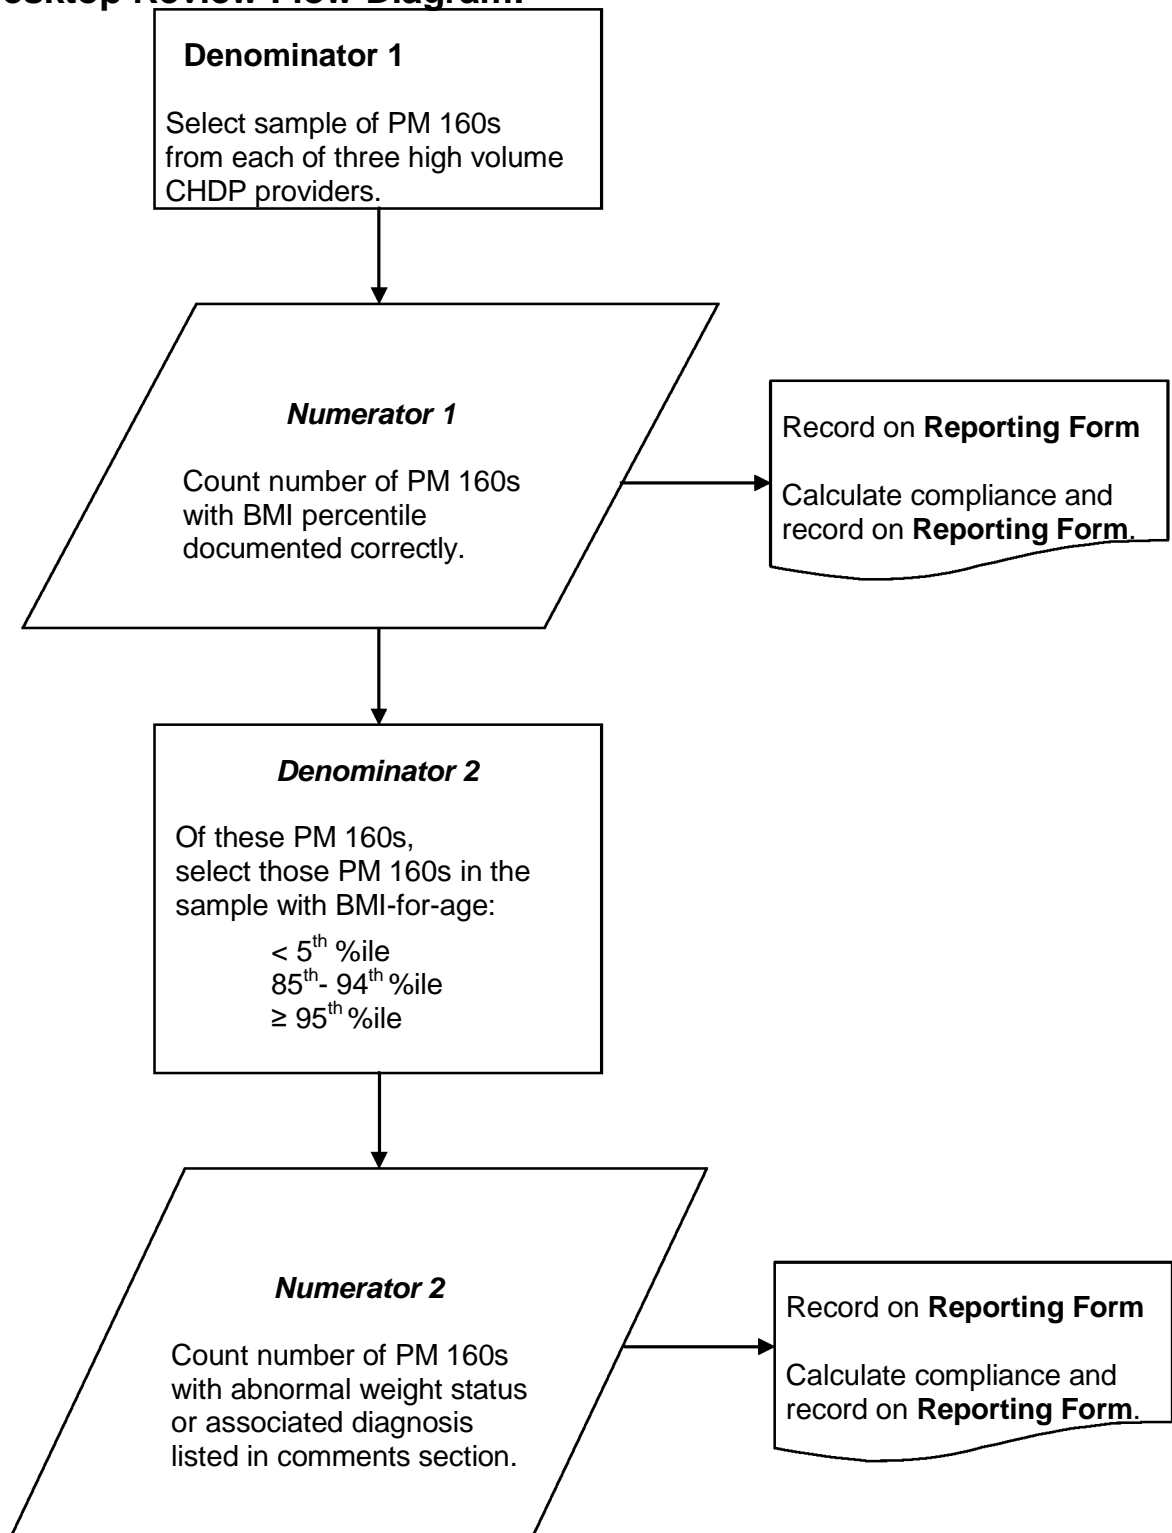 Review Flow Diagram:
Denominator 1
Select sample of PM 160s
from each of three high volume
CHDP providers.
Numerator 1
Count number of PM 160s
with BMI percentile
documented correctly.
Record on Reporting Form
Calculate compliance and
record on Reporting Form.
Denominator 2
Of these PM 160s,
select those PM 160s in the
sample with BMI-for-age:
< 5th %ile
85th- 94th %ile
≥ 95th %ile
Numerator 2
Count number of PM 160s
with abnormal weight status
or associated diagnosis
listed in comments section.
Record on Reporting Form
Calculate compliance and
record on Reporting Form.